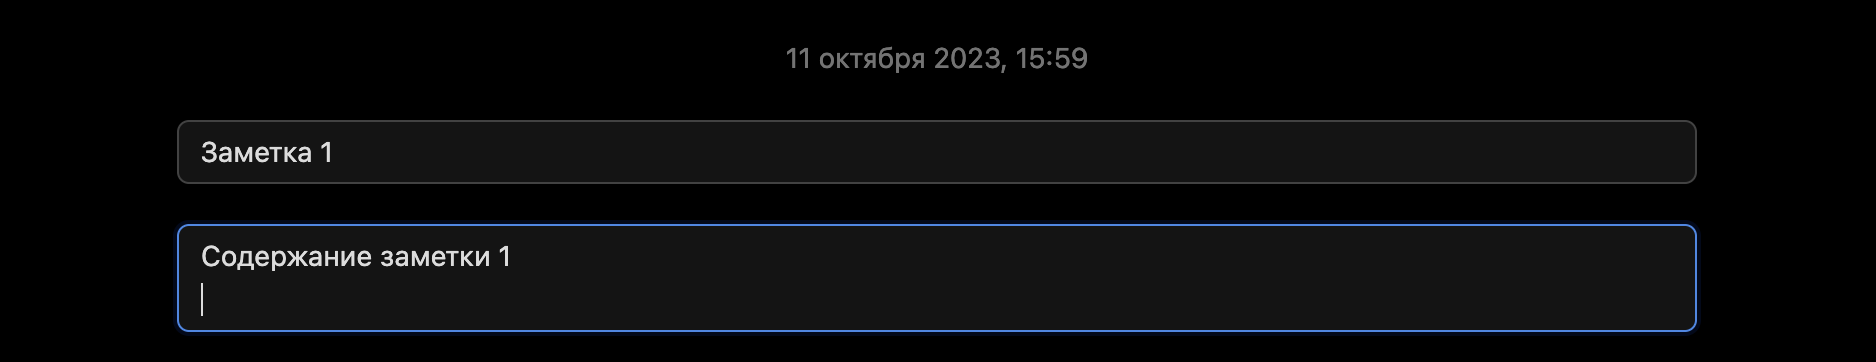 11 октября 2023, 15:59
Заметка 1
Содержание заметки 1